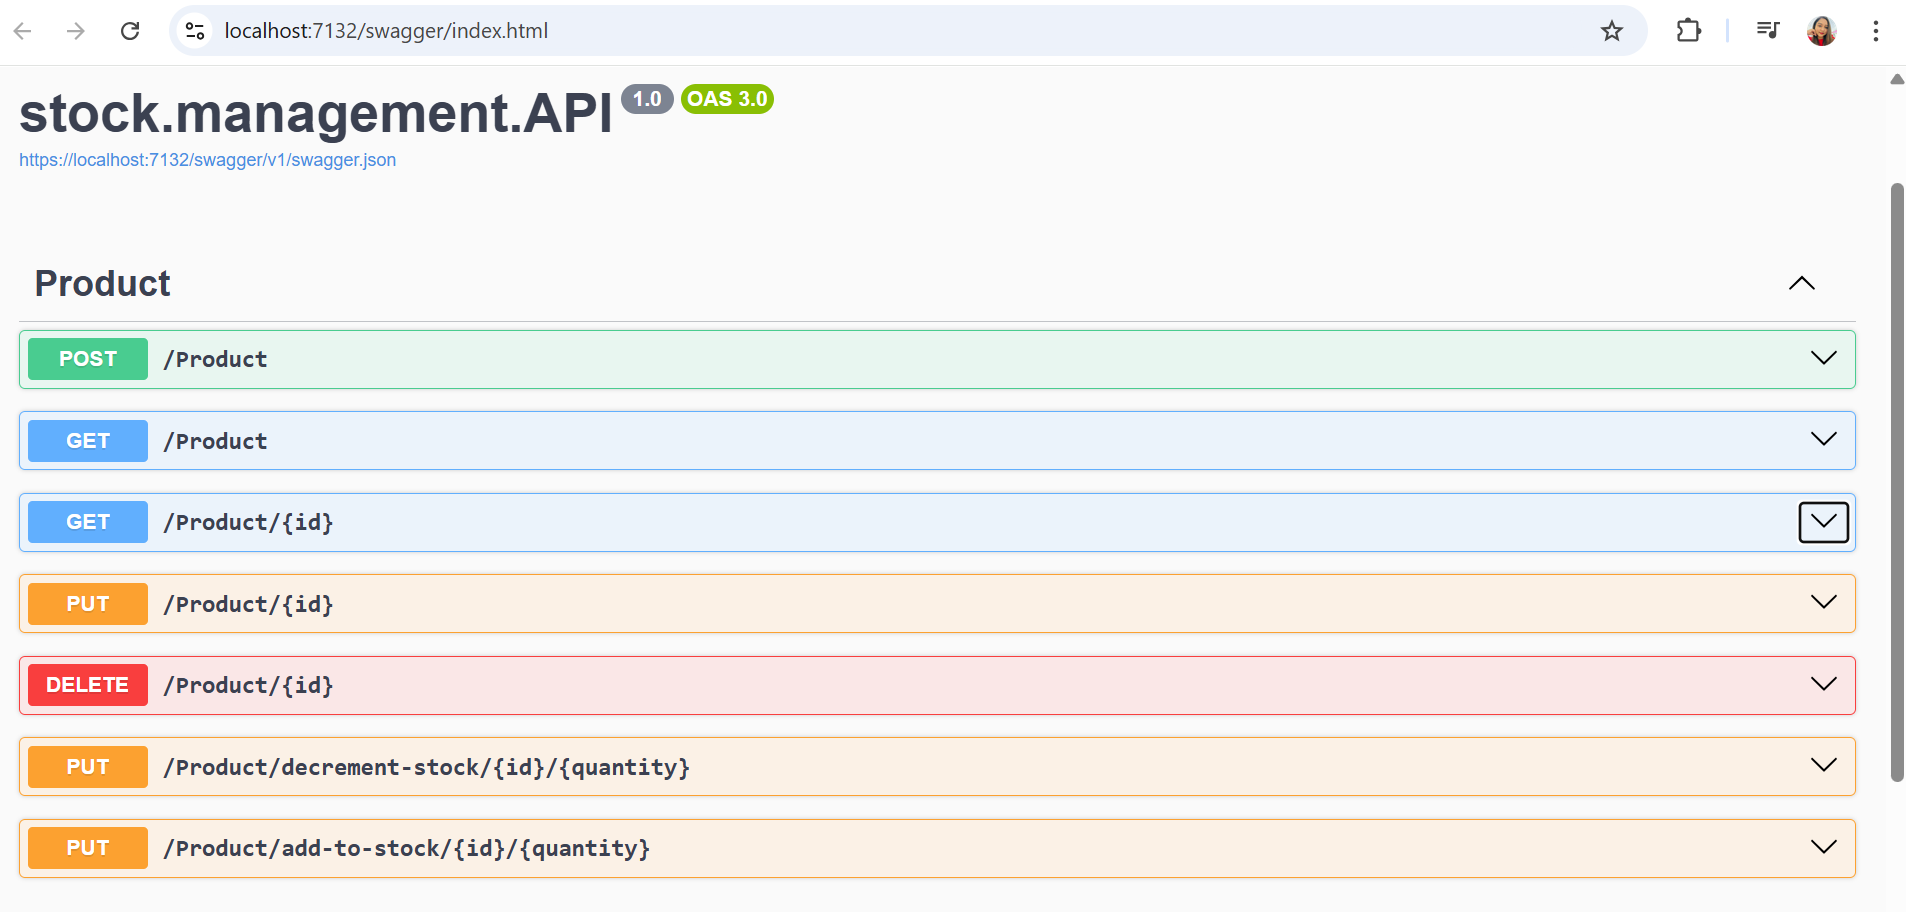 localhost:7132/swagger/index.html
stock.management.API 1.0 OAS 3.0
https://localhost:7132/swagger/v1/swagger.json
Product
POST /Product
GET /Product
GET /Product/{id}
PUT /Product/{id}
DELETE /Product/{id}
PUT /Product/decrement-stock/{id}/{quantity}
PUT /Product/add-to-stock/{id}/{quantity}